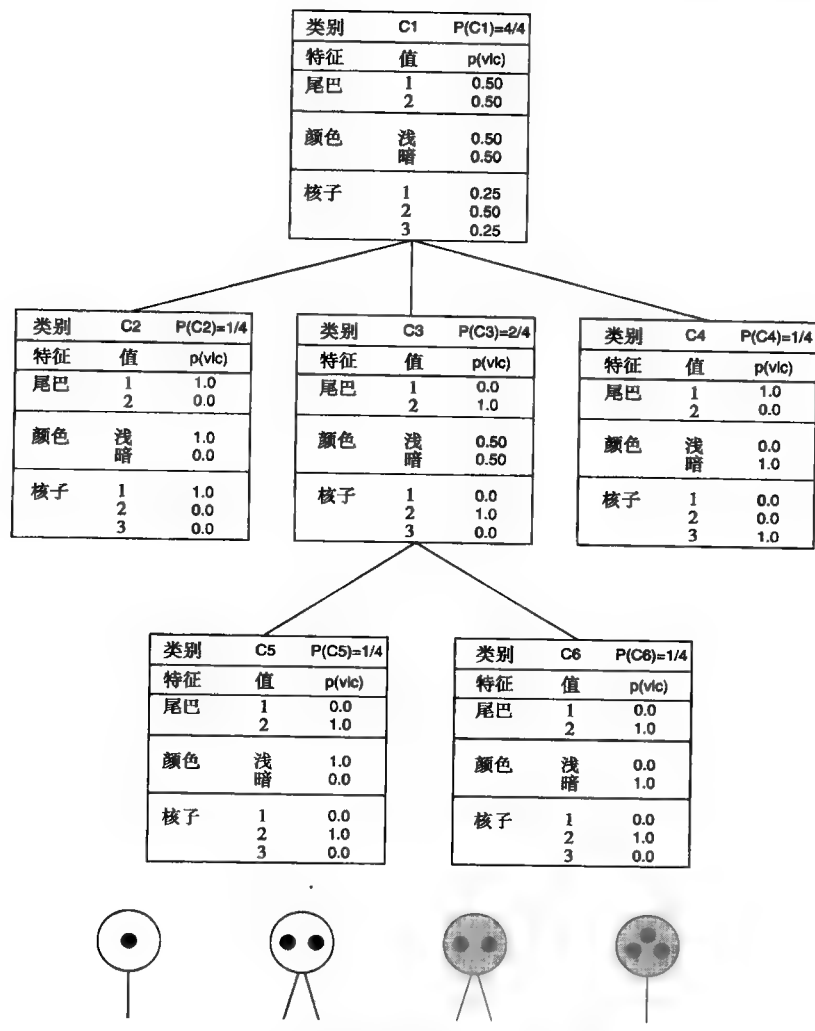 类别 C1 P(C1)=4/4
特征 值 p(v|c)
尾巴 1 0.50
2 0.50
颜色 浅 0.50
暗 0.50
核子 1 0.25
2 0.50
3 0.25
类别 C2 P(C2)=1/4
特征 值 p(v|c)
尾巴 1 1.0
2 0.0
颜色 浅 1.0
暗 0.0
核子 1 1.0
2 0.0
3 0.0
类别 C3 P(C3)=2/4
特征 值 p(v|c)
尾巴 1 0.0
2 1.0
颜色 浅 0.50
暗 0.50
核子 1 0.0
2 1.0
3 0.0
类别 C4 P(C4)=1/4
特征 值 p(v|c)
尾巴 1 1.0
2 0.0
颜色 浅 0.0
暗 1.0
核子 1 0.0
2 0.0
3 1.0
类别 C5 P(C5)=1/4
特征 值 p(v|c)
尾巴 1 0.0
2 1.0
颜色 浅 1.0
暗 0.0
核子 1 0.0
2 1.0
3 0.0
类别 C6 P(C6)=1/4
特征 值 p(v|c)
尾巴 1 0.0
2 1.0
颜色 浅 0.0
暗 1.0
核子 1 0.0
2 1.0
3 0.0